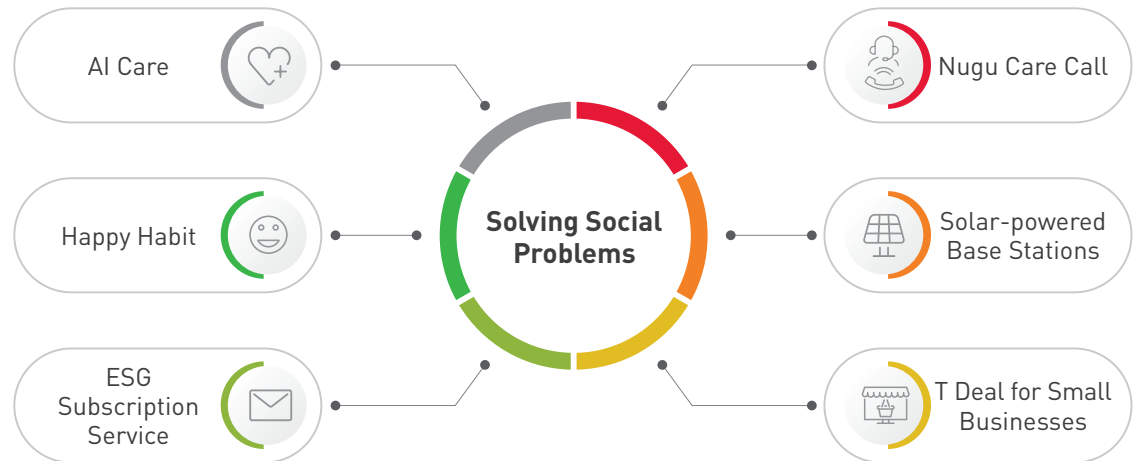 AI Care
Nugu Care Call
Happy Habit
Solving Social
Problems
Solar-powered
Base Stations
ESG
Subscription
Service
T Deal for Small
Businesses